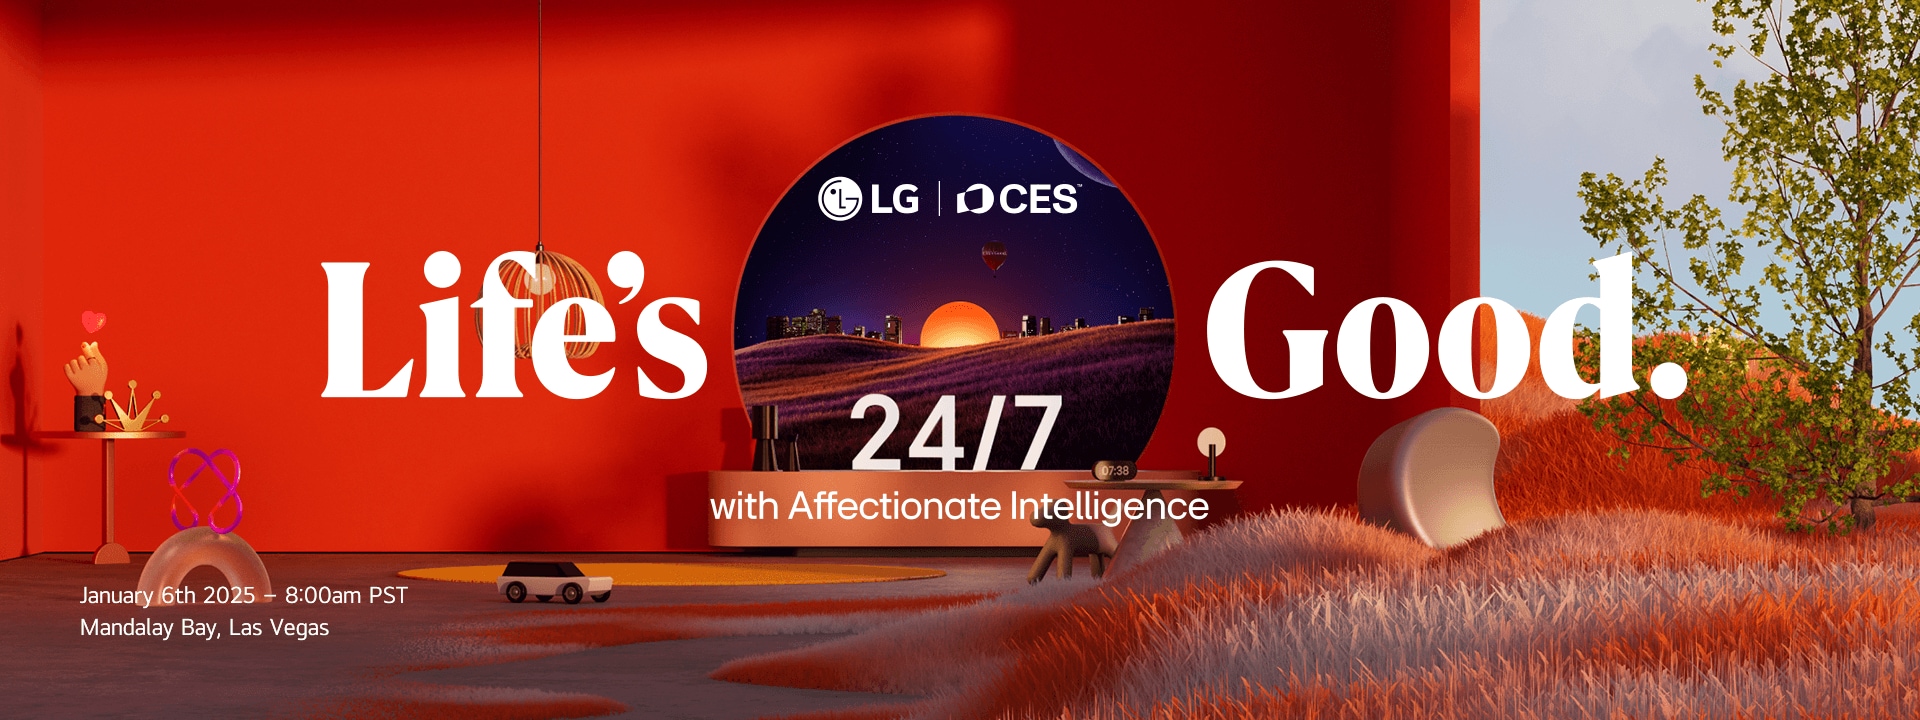 LG | CES™
Life's Good.
24/7
07:38
with Affectionate Intelligence
January 6th 2025 – 8:00am PST
Mandalay Bay, Las Vegas